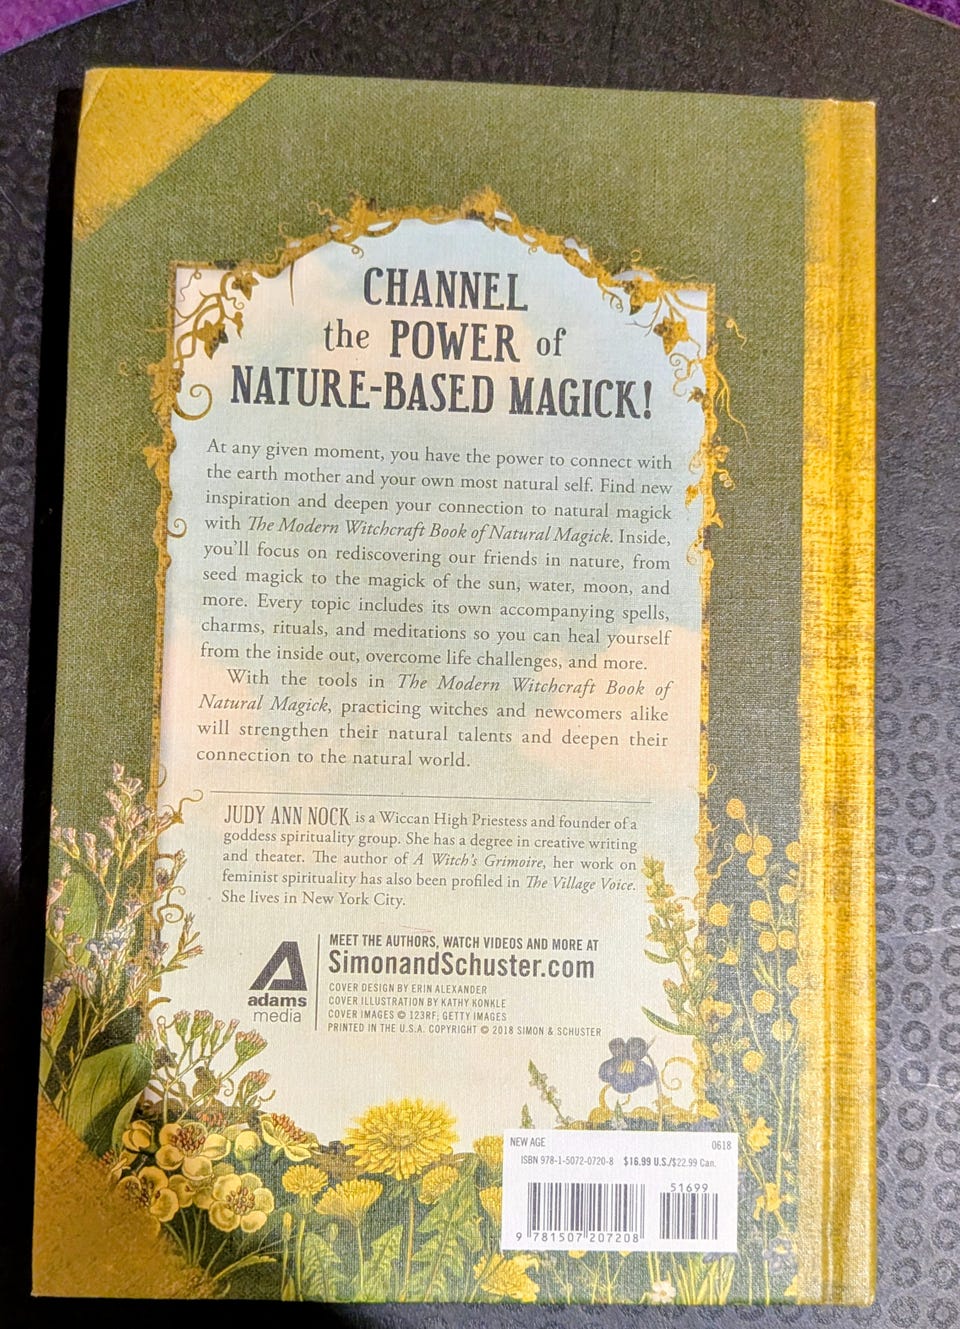 CHANNEL
the POWER of
NATURE-BASED MAGICK!
At any given moment, you have the power to connect with
the earth mother and your own most natural self. Find new
inspiration and deepen your connection to natural magick
with The Modern Witchcraft Book of Natural Magick. Inside,
you'll focus on rediscovering our friends in nature, from
seed magick to the magick of the sun, water, moon, and
more. Every topic includes its own accompanying spells,
charms, rituals, and meditations so you can heal yourself
from the inside out, overcome life challenges, and more.
With the tools in The Modern Witchcraft Book of
Natural Magick, practicing witches and newcomers alike
will strengthen their natural talents and deepen their
connection to the natural world.
JUDY ANN NOCK is a Wiccan High Priestess and founder of a
goddess spirituality group. She has a degree in creative writing
and theater. The author of A Witch's Grimoire, her work on
feminist spirituality has also been profiled in The Village Voice.
She lives in New York City.
adams
media
MEET THE AUTHORS, WATCH VIDEOS AND MORE AT
SimonandSchuster.com
COVER DESIGN BY ERIN ALEXANDER
COVER ILLUSTRATION BY KATHY KONKLE
COVER IMAGES © 123RF; GETTY IMAGES
PRINTED IN THE U.S.A. COPYRIGHT © 2018 SIMON & SCHUSTER
NEW AGE 0618
ISBN 978-1-5072-0720-8 $16.99 U.S./$22.99 Can.
51699
9 781507 207208